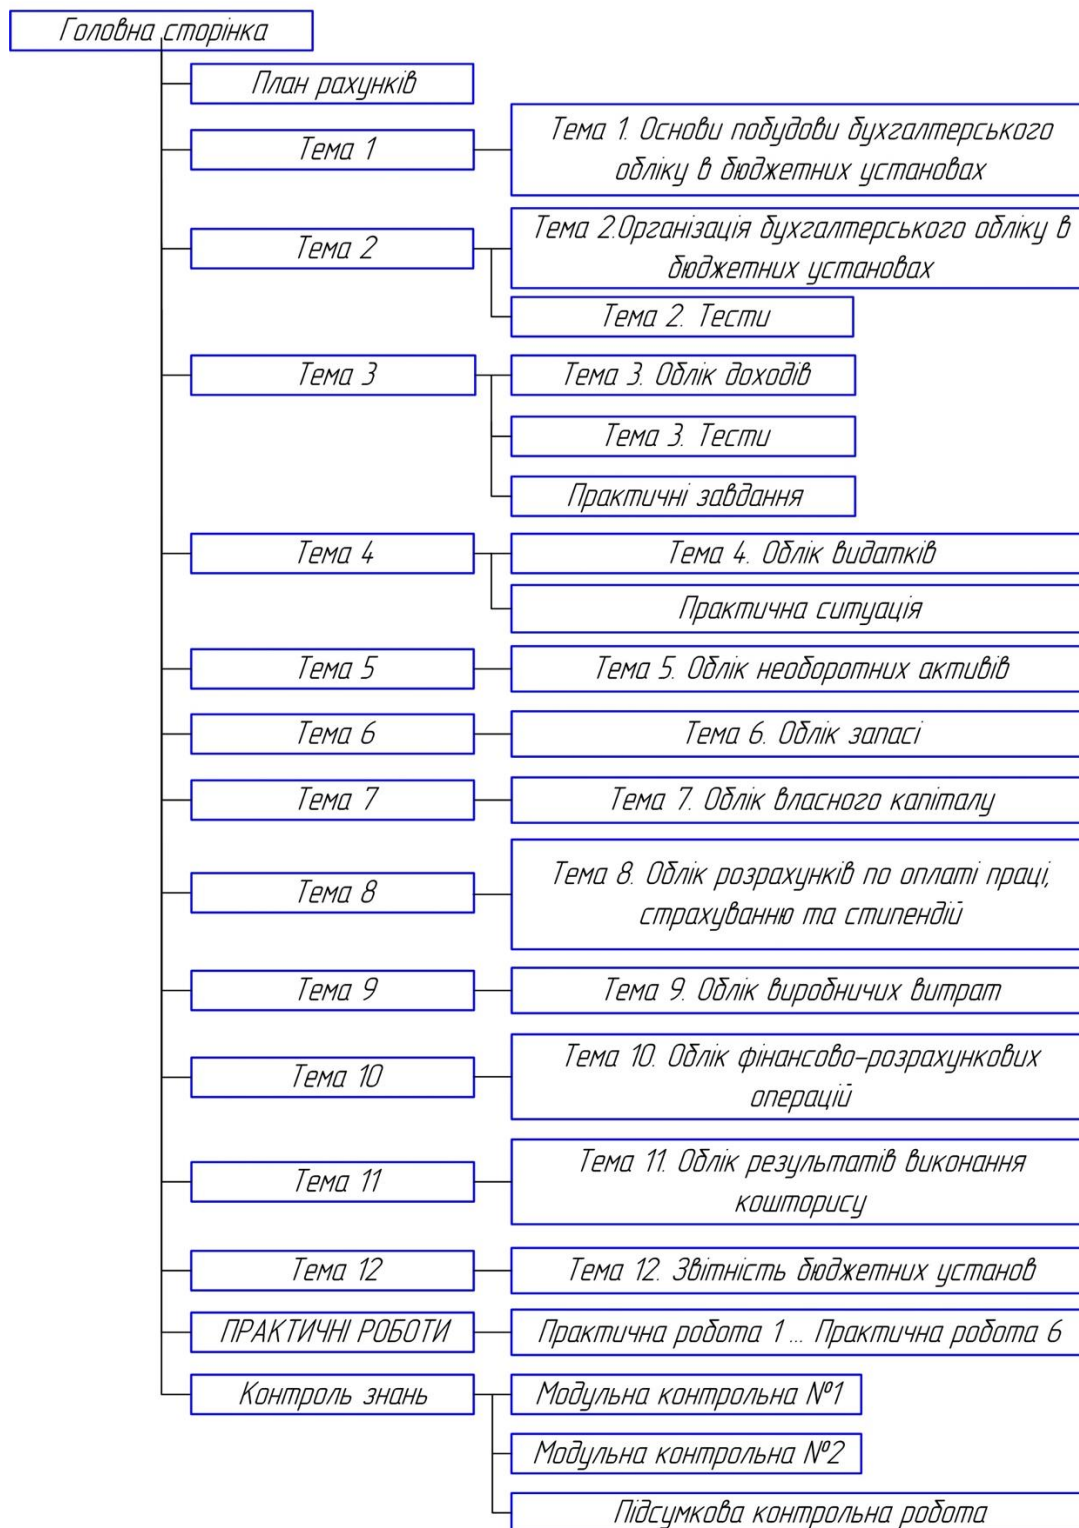 Головна сторінка
План рахунків
Тема 1
Тема 1. Основи побудови бухгалтерського
обліку в бюджетних установах
Тема 2
Тема 2.Організація бухгалтерського обліку в
бюджетних установах
Тема 2. Тести
Тема 3
Тема 3. Облік доходів
Тема 3. Тести
Практичні завдання
Тема 4
Тема 4. Облік видатків
Практична ситуація
Тема 5
Тема 5. Облік необоротних активів
Тема 6
Тема 6. Облік запасі
Тема 7
Тема 7. Облік власного капіталу
Тема 8
Тема 8. Облік розрахунків по оплаті праці,
страхуванню та стипендій
Тема 9
Тема 9. Облік виробничих витрат
Тема 10
Тема 10. Облік фінансово-розрахункових
операцій
Тема 11
Тема 11. Облік результатів виконання
кошторису
Тема 12
Тема 12. Звітність бюджетних установ
ПРАКТИЧНІ РОБОТИ
Практична робота 1 ... Практична робота 6
Контроль знань
Модульна контрольна №1
Модульна контрольна №2
Підсумкова контрольна робота